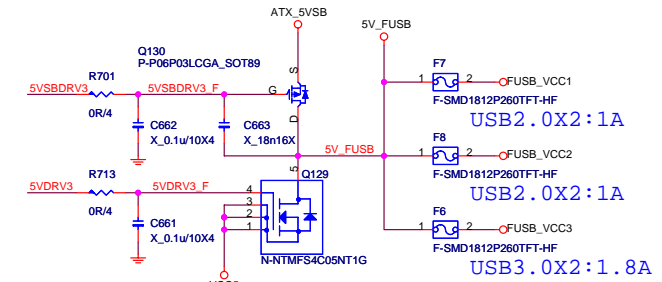 ATX_5VSB
5V_FUSB
Q130
P-P06P03LCGA_SOT89
F7
R701
S
1 2 FUSB_VCC1
5VSBDRV3 5VSBDRV3_F G
F-SMD1812P260TFT-HF
0R/4
D
USB2.0X2:1A
C662 C663
X_0.1u/10X4 X_18n16X
F8
5V_FUSB
1 2 FUSB_VCC2
5
F-SMD1812P260TFT-HF
R713 Q129
5VDRV3 5VDRV3_F 4
USB2.0X2:1A
3
0R/4
F6
2
C661
1
1 2 FUSB_VCC3
X_0.1u/10X4
F-SMD1812P260TFT-HF
N-NTMFS4C05NT1G
USB3.0X2:1.8A